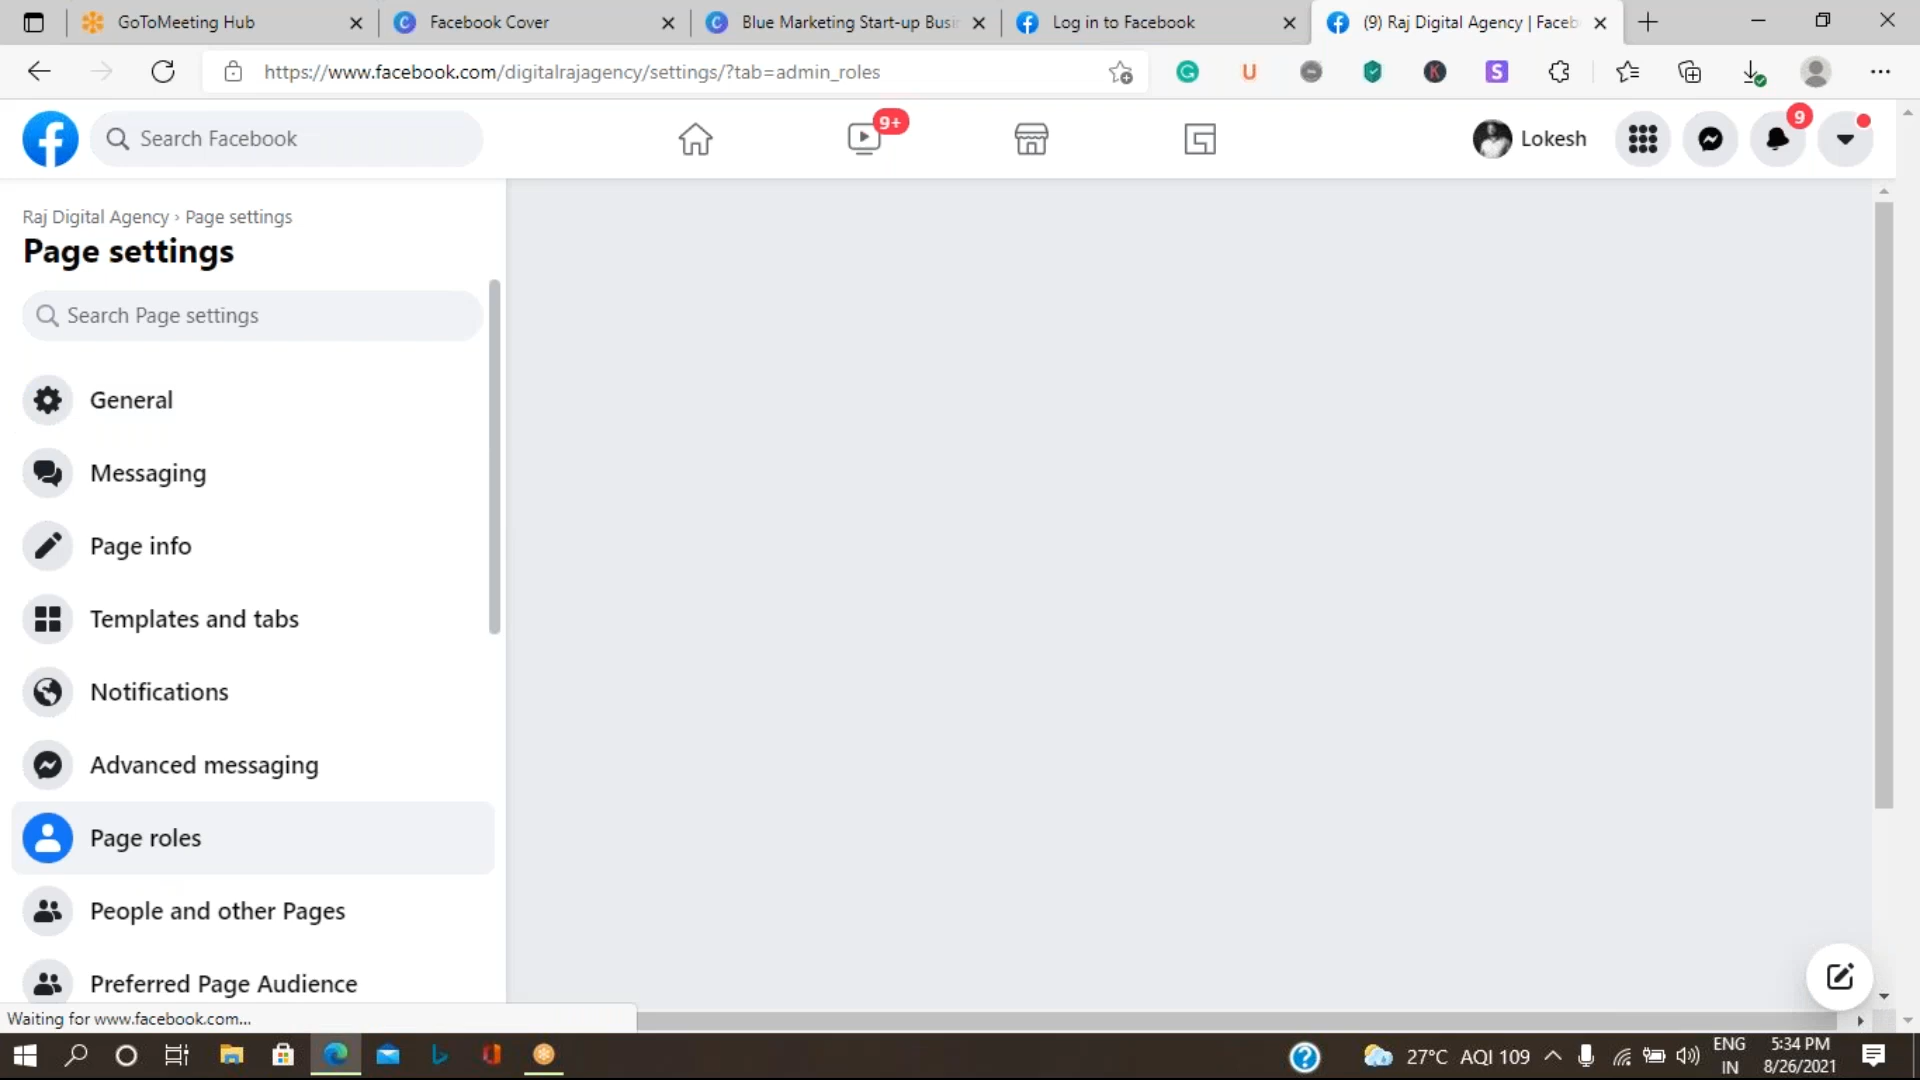 GoToMeeting Hub
Facebook Cover
Blue Marketing Start-up Busi
Log in to Facebook
(9) Raj Digital Agency | Faceb
https://www.facebook.com/digitalrajagency/settings/?tab=admin_roles
Search Facebook
9+
Lokesh
9
Raj Digital Agency › Page settings
Page settings
Search Page settings
General
Messaging
Page info
Templates and tabs
Notifications
Advanced messaging
Page roles
People and other Pages
Preferred Page Audience
Waiting for www.facebook.com...
27°C AQI 109
ENG
IN
5:34 PM
8/26/2021